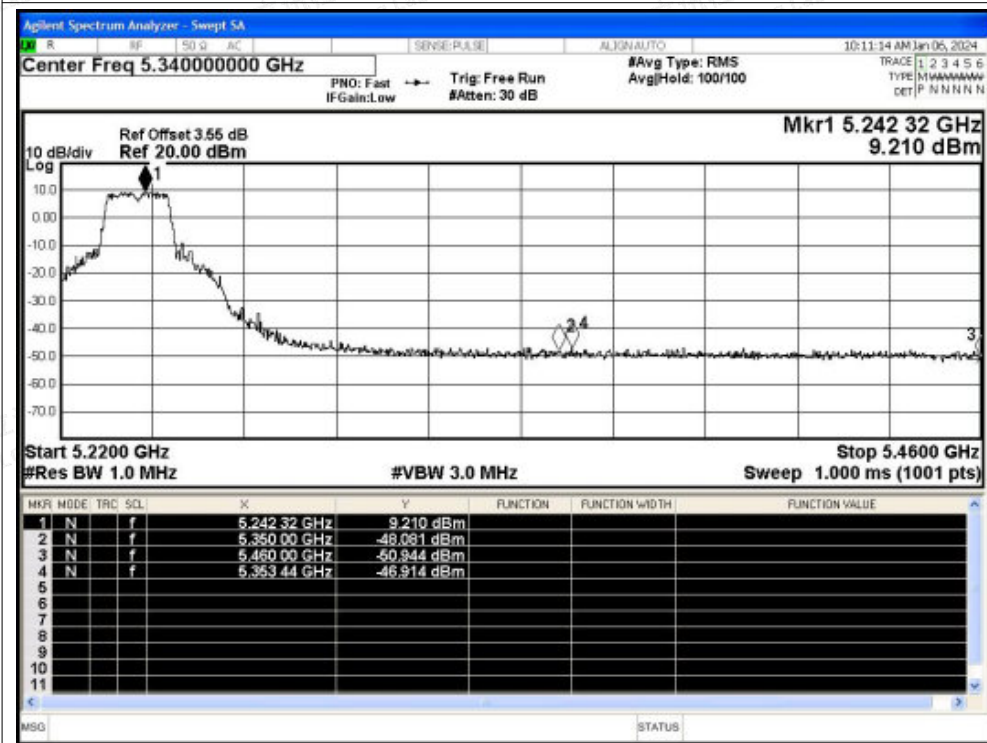 Agilent Spectrum Analyzer - Swept SA
LXI R RF 50 Ω AC SENSE:PULSE ALIGNAUTO 10:11:14 AM Jan 06, 2024
Center Freq 5.340000000 GHz
PNO: Fast
IFGain:Low
Trig: Free Run
#Atten: 30 dB
#Avg Type: RMS
Avg|Hold: 100/100
TRACE 1 2 3 4 5 6
TYPE M
DET P N N N N N
Ref Offset 3.55 dB
Ref 20.00 dBm
10 dB/div
Log
Mkr1 5.242 32 GHz
9.210 dBm
1
10.0
0.00
-10.0
-20.0
-30.0
-40.0
-50.0
-60.0
-70.0
2 4
3
Start 5.2200 GHz Stop 5.4600 GHz
#Res BW 1.0 MHz #VBW 3.0 MHz Sweep 1.000 ms (1001 pts)
MKR MODE TRC SCL X Y FUNCTION FUNCTION WIDTH FUNCTION VALUE
1 N f 5.242 32 GHz 9.210 dBm
2 N f 5.350 00 GHz -48.081 dBm
3 N f 5.460 00 GHz -50.944 dBm
4 N f 5.353 44 GHz -46.914 dBm
5
6
7
8
9
10
11
MSG STATUS